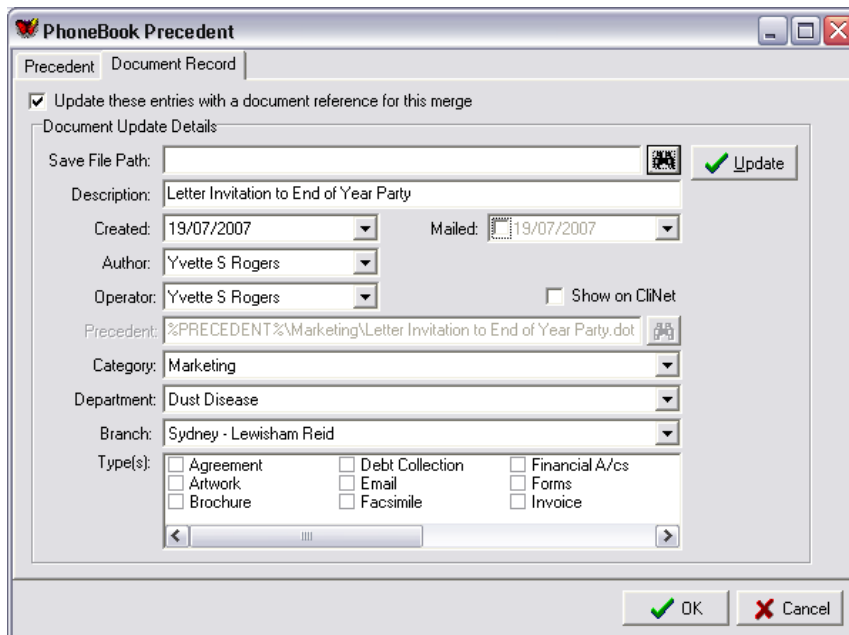 PhoneBook Precedent
Precedent Document Record
Update these entries with a document reference for this merge
Document Update Details
Save File Path: Update
Description: Letter Invitation to End of Year Party
Created: 19/07/2007 Mailed: 19/07/2007
Author: Yvette S Rogers
Operator: Yvette S Rogers Show on CliNet
Precedent: %PRECEDENT%\Marketing\Letter Invitation to End of Year Party.dot
Category: Marketing
Department: Dust Disease
Branch: Sydney - Lewisham Reid
Type(s): Agreement Debt Collection Financial A/cs
Artwork Email Forms
Brochure Facsimile Invoice
OK Cancel